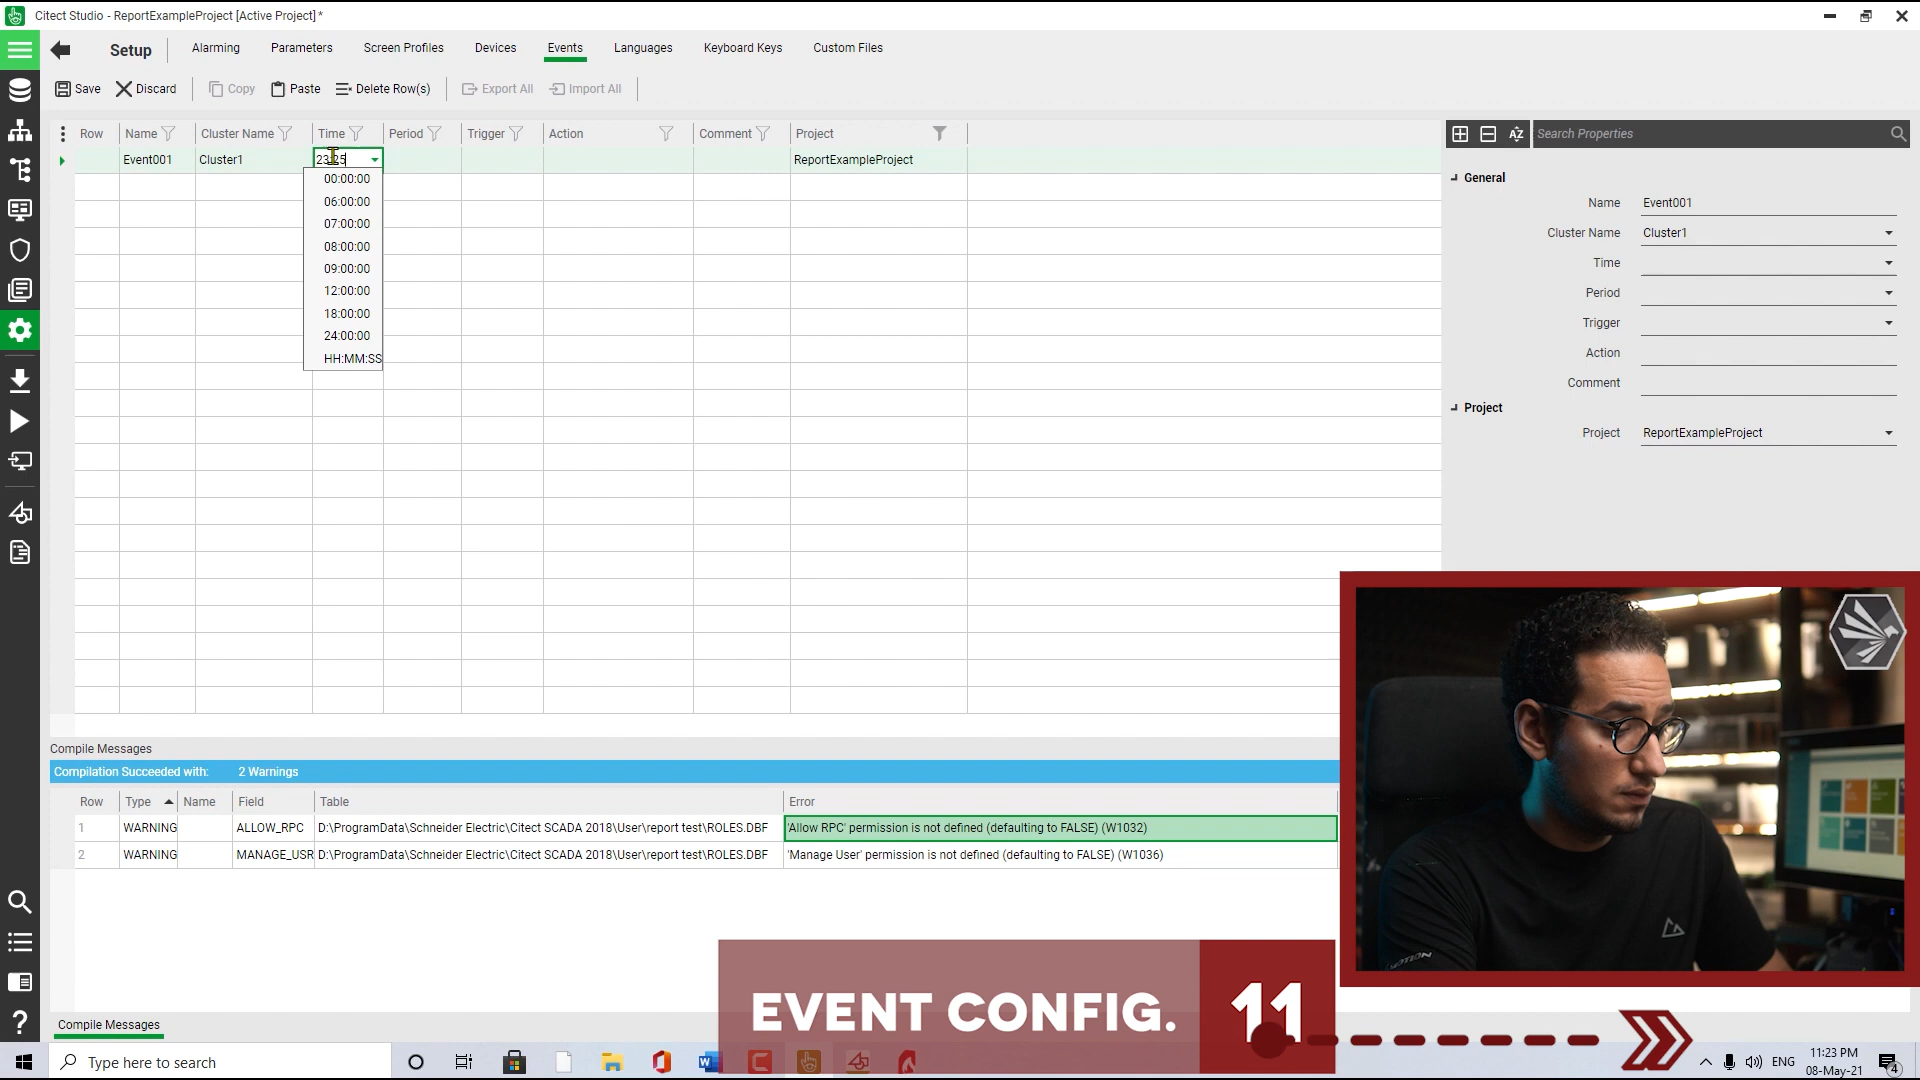 Citect Studio - ReportExampleProject [Active Project] *
Setup Alarming Parameters Screen Profiles Devices Events Languages Keyboard Keys Custom Files
Save Discard Copy Paste Delete Row(s) Export All Import All
Row Name Cluster Name Time Period Trigger Action Comment Project
Event001 Cluster1 23:25 ReportExampleProject
00:00:00
06:00:00
07:00:00
08:00:00
09:00:00
12:00:00
18:00:00
24:00:00
HH:MM:SS
Search Properties
General
Name Event001
Cluster Name Cluster1
Time
Period
Trigger
Action
Comment
Project
Project ReportExampleProject
Compile Messages
Compilation Succeeded with: 2 Warnings
Row Type Name Field Table Error
1 WARNING ALLOW_RPC D:\ProgramData\Schneider Electric\Citect SCADA 2018\User\report test\ROLES.DBF 'Allow RPC' permission is not defined (defaulting to FALSE) (W1032)
2 WARNING MANAGE_USR D:\ProgramData\Schneider Electric\Citect SCADA 2018\User\report test\ROLES.DBF 'Manage User' permission is not defined (defaulting to FALSE) (W1036)
EVENT CONFIG. 11
Compile Messages
Type here to search
ENG
11:23 PM
08-May-21
4